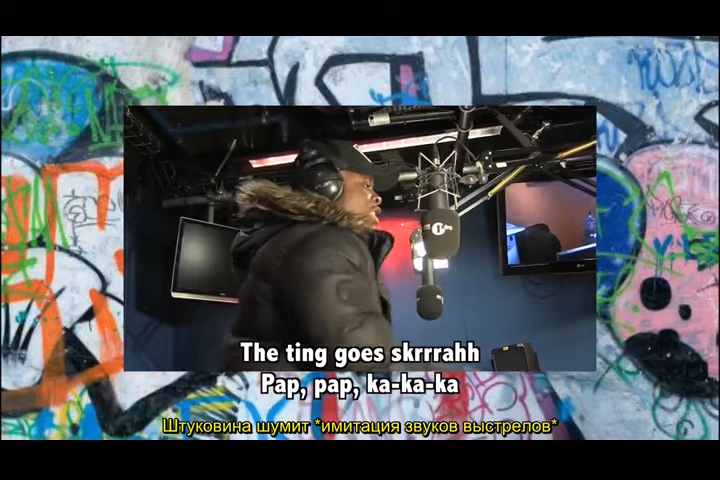 The ting goes skrrrahh
Pap, pap, ka-ka-ka
Штуковина шумит *имитация звуков выстрелов*